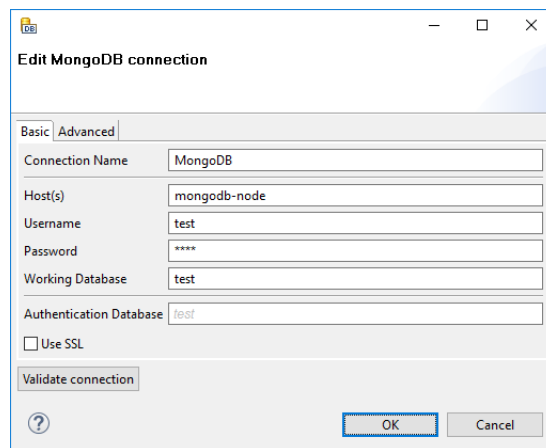 DB
Edit MongoDB connection
Basic Advanced
Connection Name MongoDB
Host(s) mongodb-node
Username test
Password ****
Working Database test
Authentication Database test
Use SSL
Validate connection
? OK Cancel